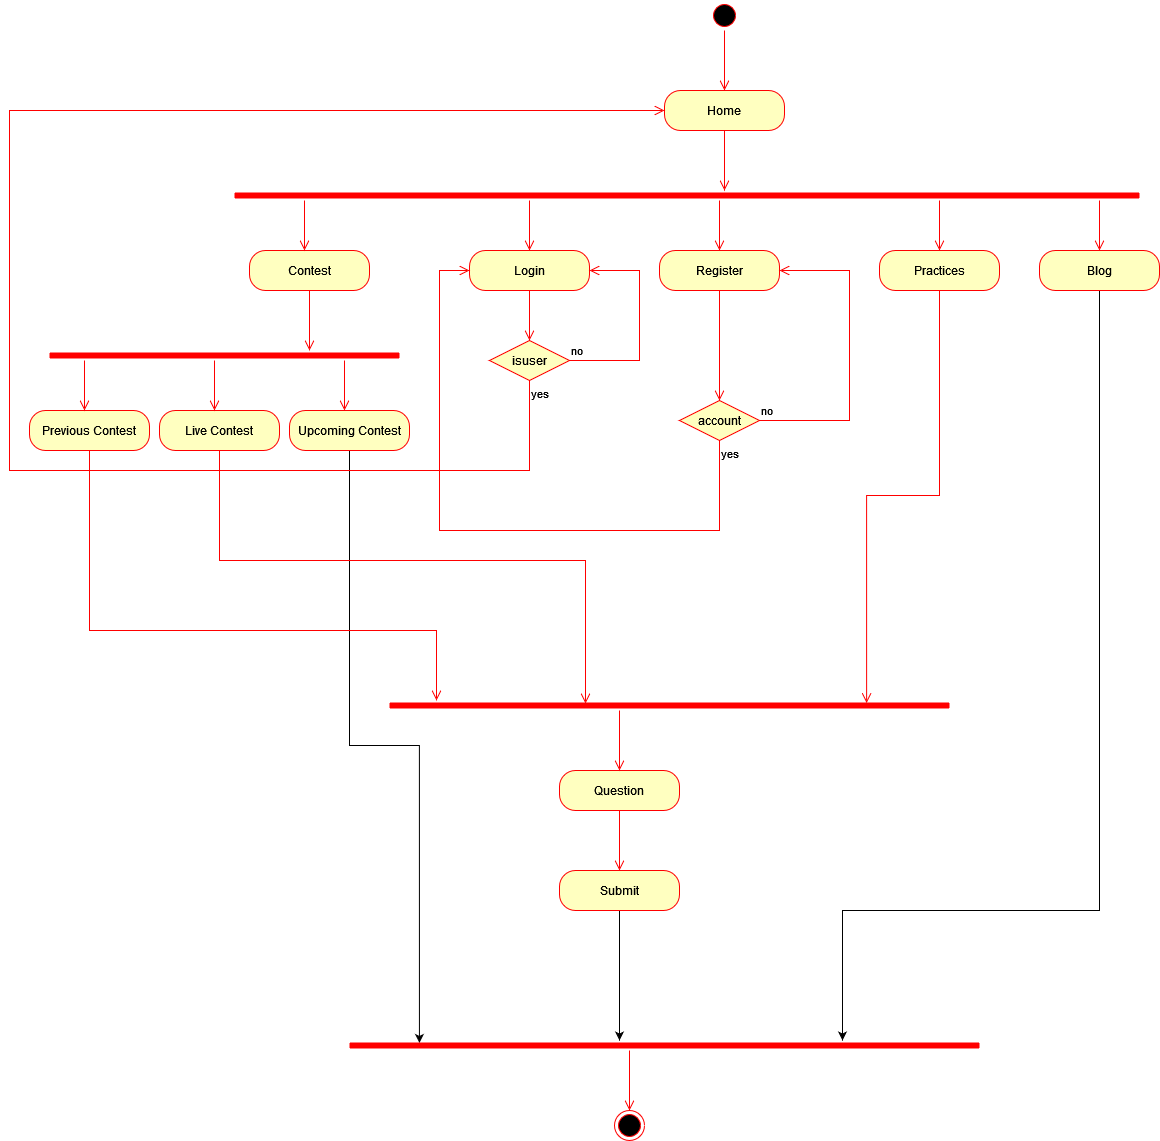 Home
Contest
Login
Register
Practices
Blog
isuser
no
yes
account
no
yes
Previous Contest
Live Contest
Upcoming Contest
Question
Submit